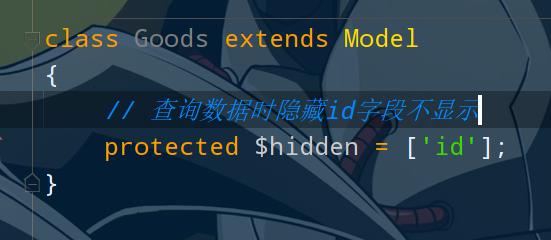 class Goods extends Model
{
// 查询数据时隐藏id字段不显示
protected $hidden = ['id'];
}